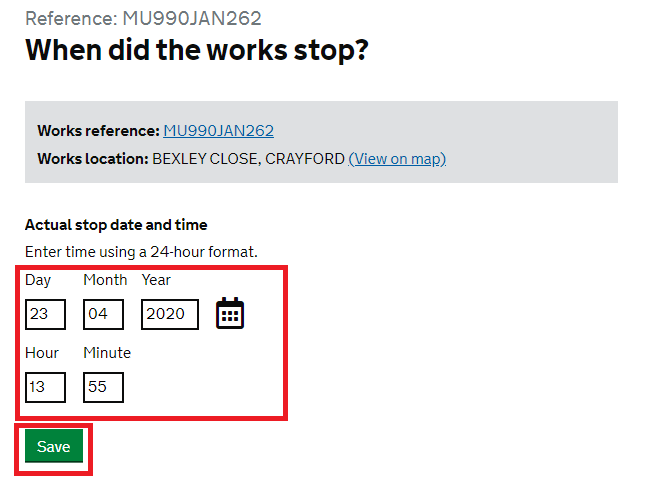 Reference: MU990JAN262
When did the works stop?
Works reference: MU990JAN262
Works location: BEXLEY CLOSE, CRAYFORD (View on map)
Actual stop date and time
Enter time using a 24-hour format.
Day Month Year
23 04 2020
Hour Minute
13 55
Save